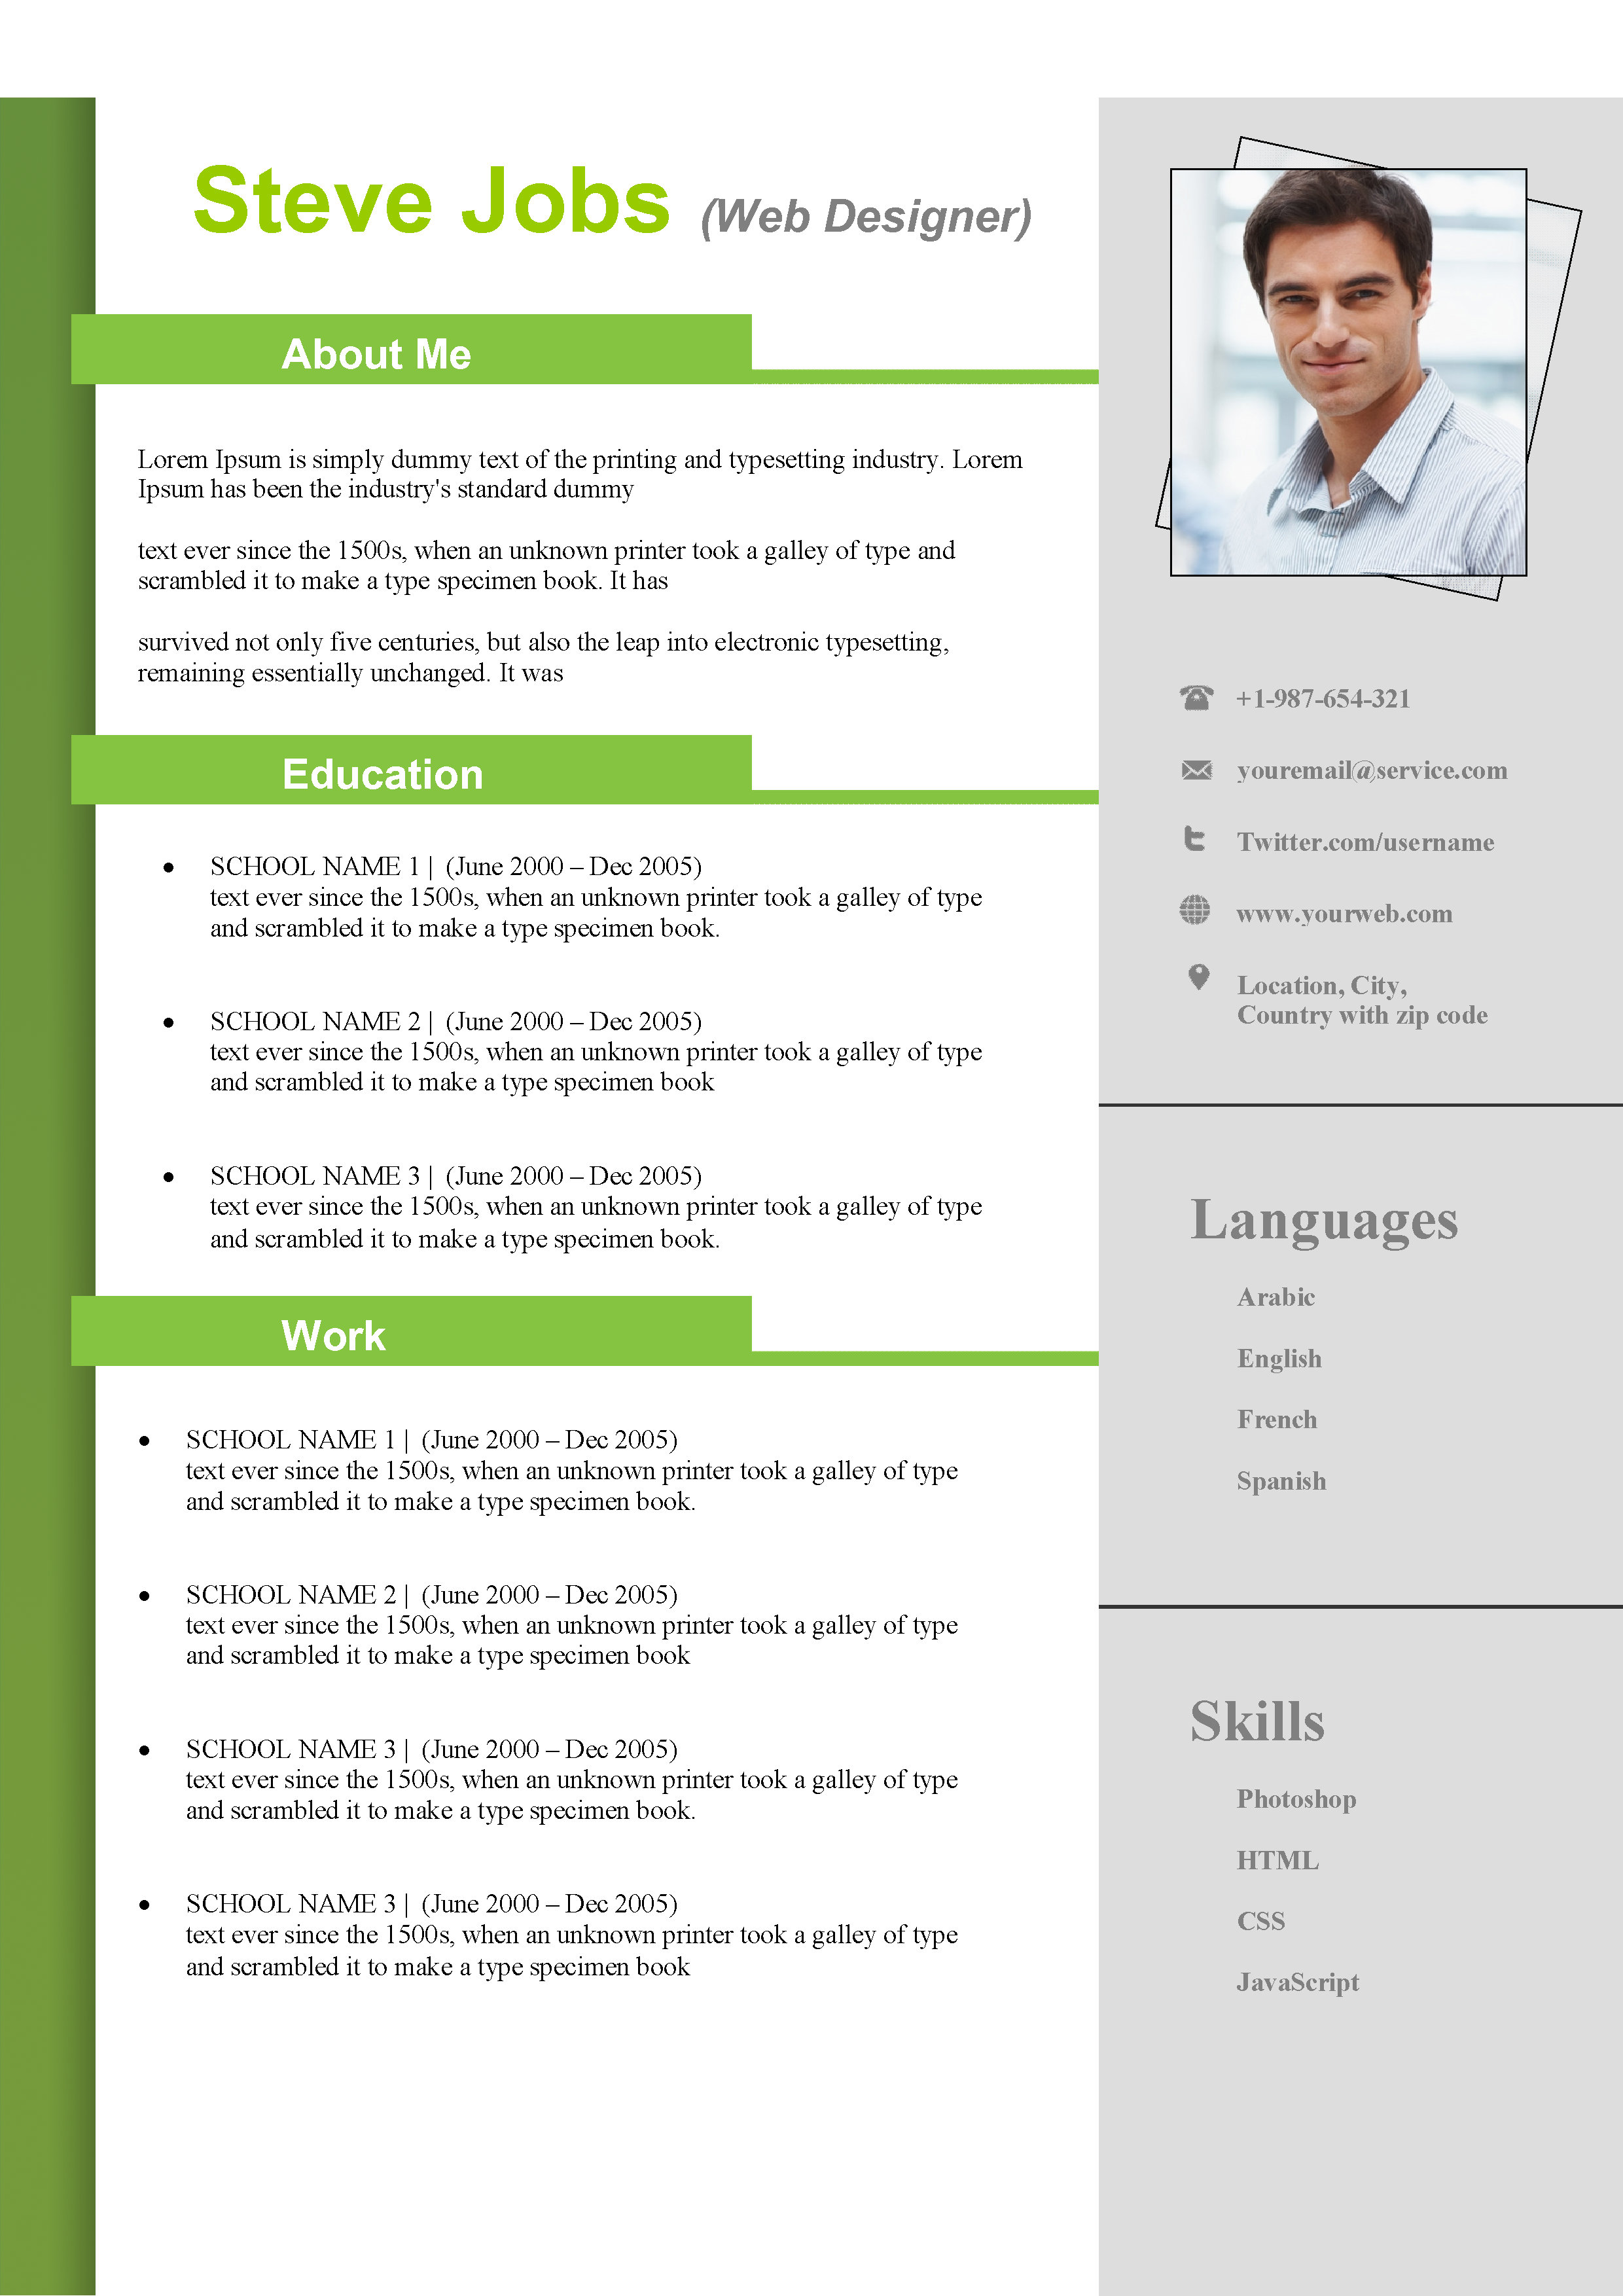 Steve Jobs (Web Designer)
About Me
Lorem Ipsum is simply dummy text of the printing and typesetting industry. Lorem
Ipsum has been the industry's standard dummy
text ever since the 1500s, when an unknown printer took a galley of type and
scrambled it to make a type specimen book. It has
survived not only five centuries, but also the leap into electronic typesetting,
remaining essentially unchanged. It was
Education
• SCHOOL NAME 1 | (June 2000 – Dec 2005)
text ever since the 1500s, when an unknown printer took a galley of type
and scrambled it to make a type specimen book.
• SCHOOL NAME 2 | (June 2000 – Dec 2005)
text ever since the 1500s, when an unknown printer took a galley of type
and scrambled it to make a type specimen book
• SCHOOL NAME 3 | (June 2000 – Dec 2005)
text ever since the 1500s, when an unknown printer took a galley of type
and scrambled it to make a type specimen book.
Work
• SCHOOL NAME 1 | (June 2000 – Dec 2005)
text ever since the 1500s, when an unknown printer took a galley of type
and scrambled it to make a type specimen book.
• SCHOOL NAME 2 | (June 2000 – Dec 2005)
text ever since the 1500s, when an unknown printer took a galley of type
and scrambled it to make a type specimen book
• SCHOOL NAME 3 | (June 2000 – Dec 2005)
text ever since the 1500s, when an unknown printer took a galley of type
and scrambled it to make a type specimen book.
• SCHOOL NAME 3 | (June 2000 – Dec 2005)
text ever since the 1500s, when an unknown printer took a galley of type
and scrambled it to make a type specimen book
+1-987-654-321
youremail@service.com
Twitter.com/username
www.yourweb.com
Location, City,
Country with zip code
Languages
Arabic
English
French
Spanish
Skills
Photoshop
HTML
CSS
JavaScript